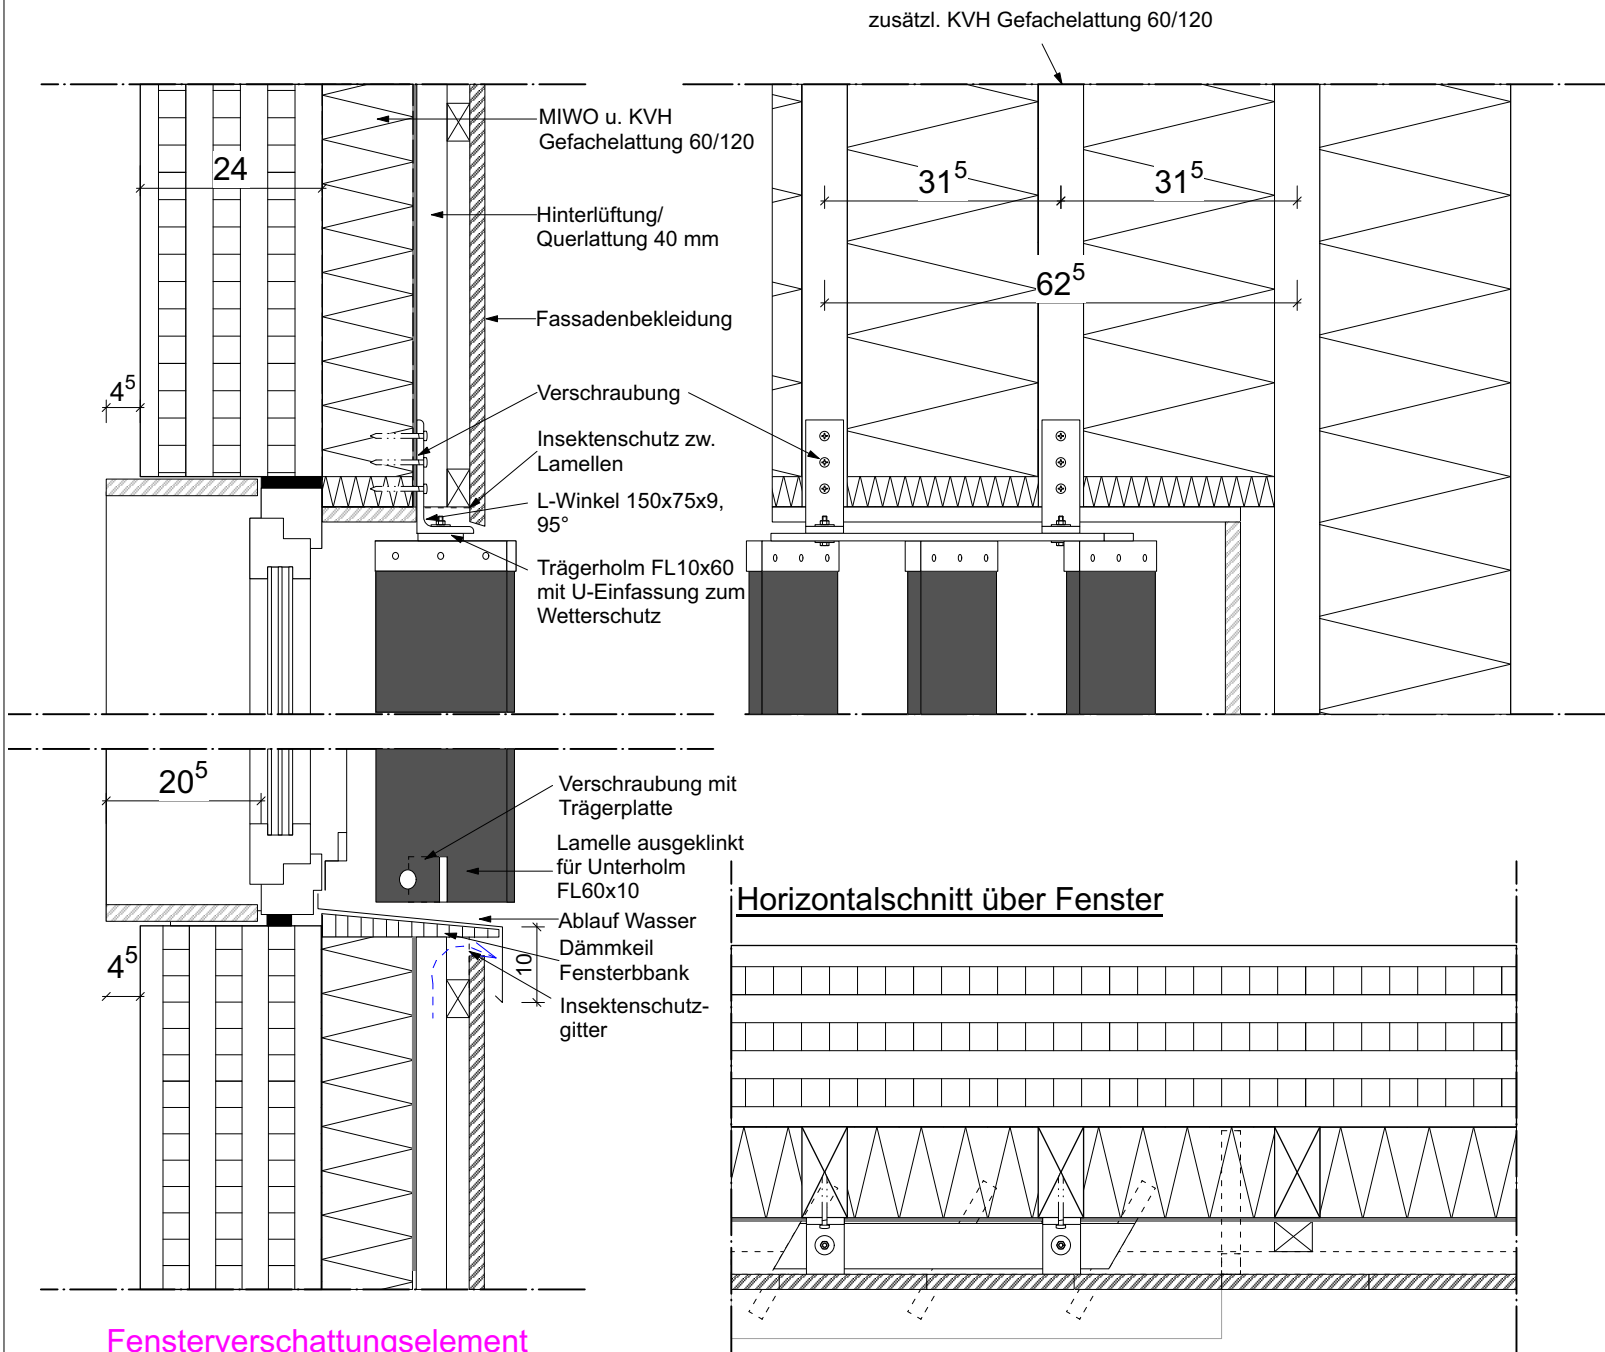 zusätzl. KVH Gefachelattung 60/120
MIWO u. KVH
Gefachelattung 60/120
24
31⁵
31⁵
Hinterlüftung/
Querlattung 40 mm
62⁵
Fassadenbekleidung
4⁵
Verschraubung
Insektenschutz zw.
Lamellen
L-Winkel 150x75x9,
95°
Trägerholm FL10x60
mit U-Einfassung zum
Wetterschutz
20⁵
Verschraubung mit
Trägerplatte
Lamelle ausgeklinkt
für Unterholm
FL60x10
Horizontalschnitt über Fenster
Ablauf Wasser
4⁵
Dämmkeil
Fensterbbank
10
Insektenschutz-
gitter
Fensterverschattungselement